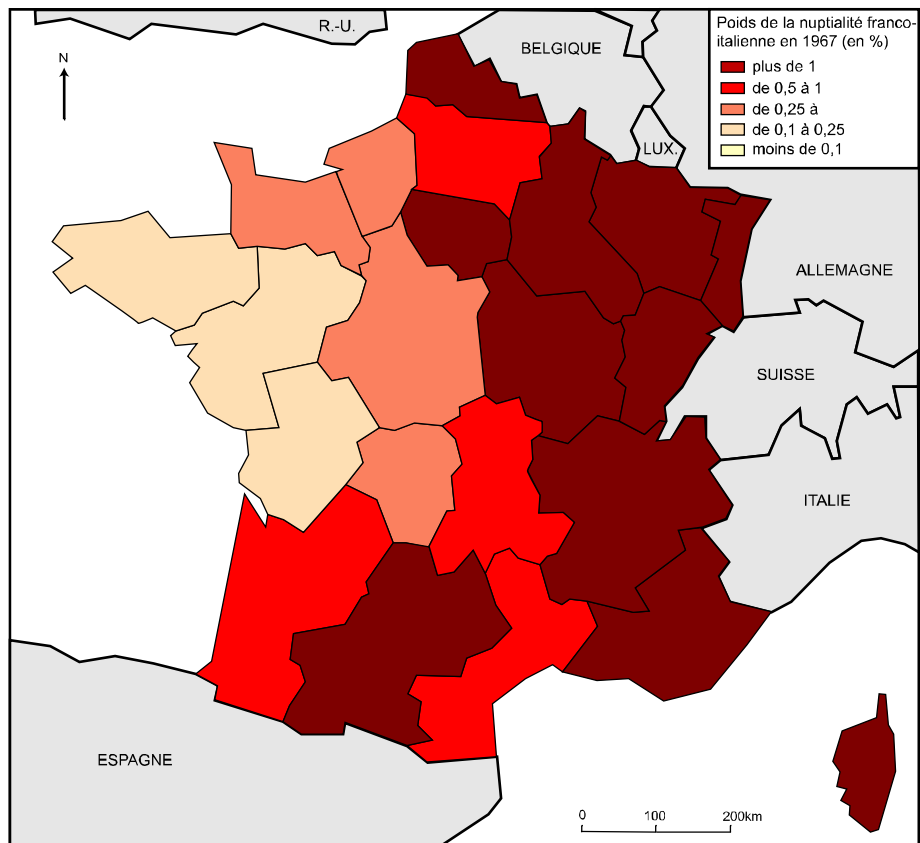 Poids de la nuptialité franco-
italienne en 1967 (en %)
plus de 1
de 0,5 à 1
de 0,25 à
de 0,1 à 0,25
moins de 0,1
R.-U.
BELGIQUE
N
LUX.
ALLEMAGNE
SUISSE
ITALIE
ESPAGNE
0 100 200km